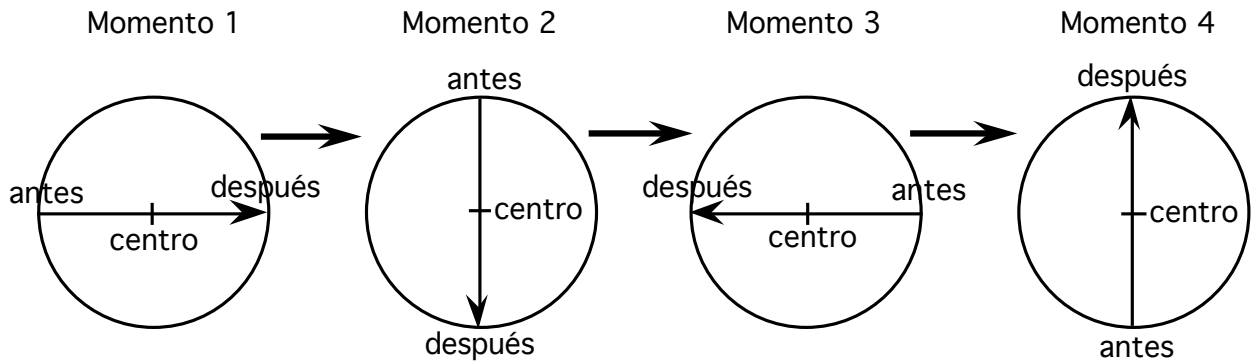 Momento 1
antes
después
centro
Momento 2
antes
centro
después
Momento 3
después
antes
centro
Momento 4
después
centro
antes